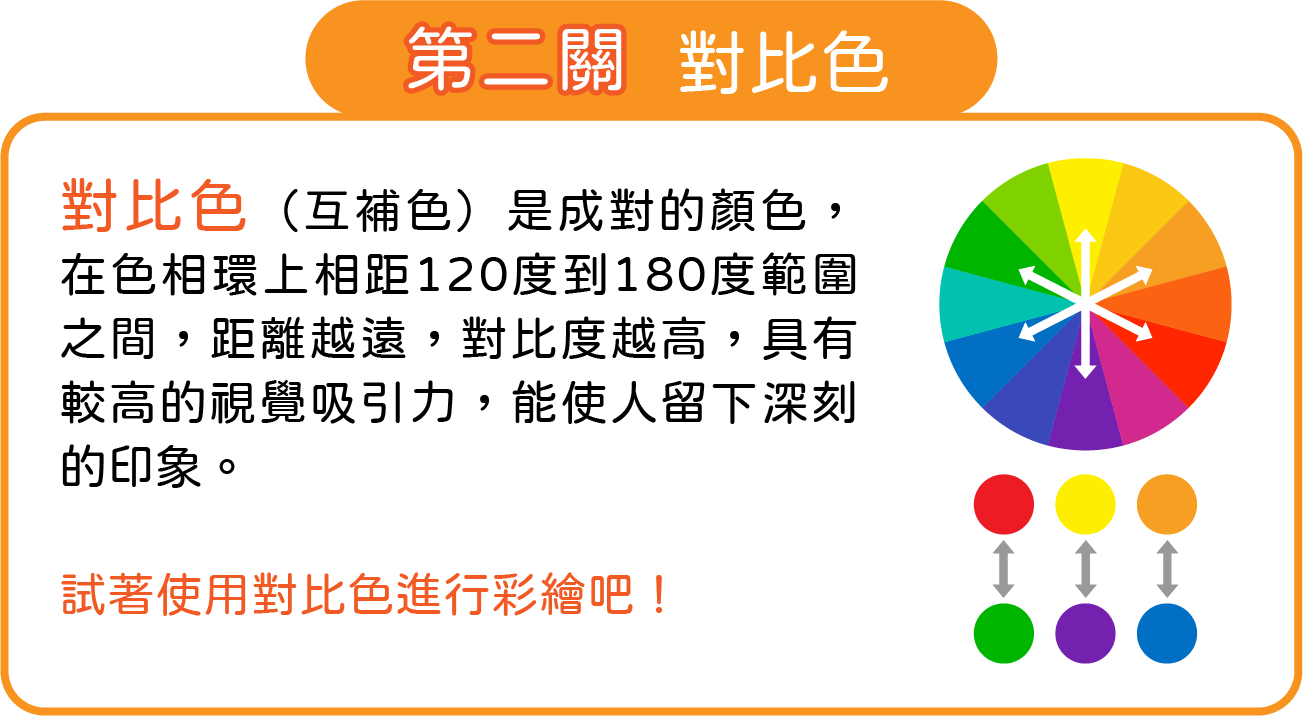 第二關 對比色
對比色（互補色）是成對的顏色，
在色相環上相距120度到180度範圍
之間，距離越遠，對比度越高，具有
較高的視覺吸引力，能使人留下深刻
的印象。
試著使用對比色進行彩繪吧！